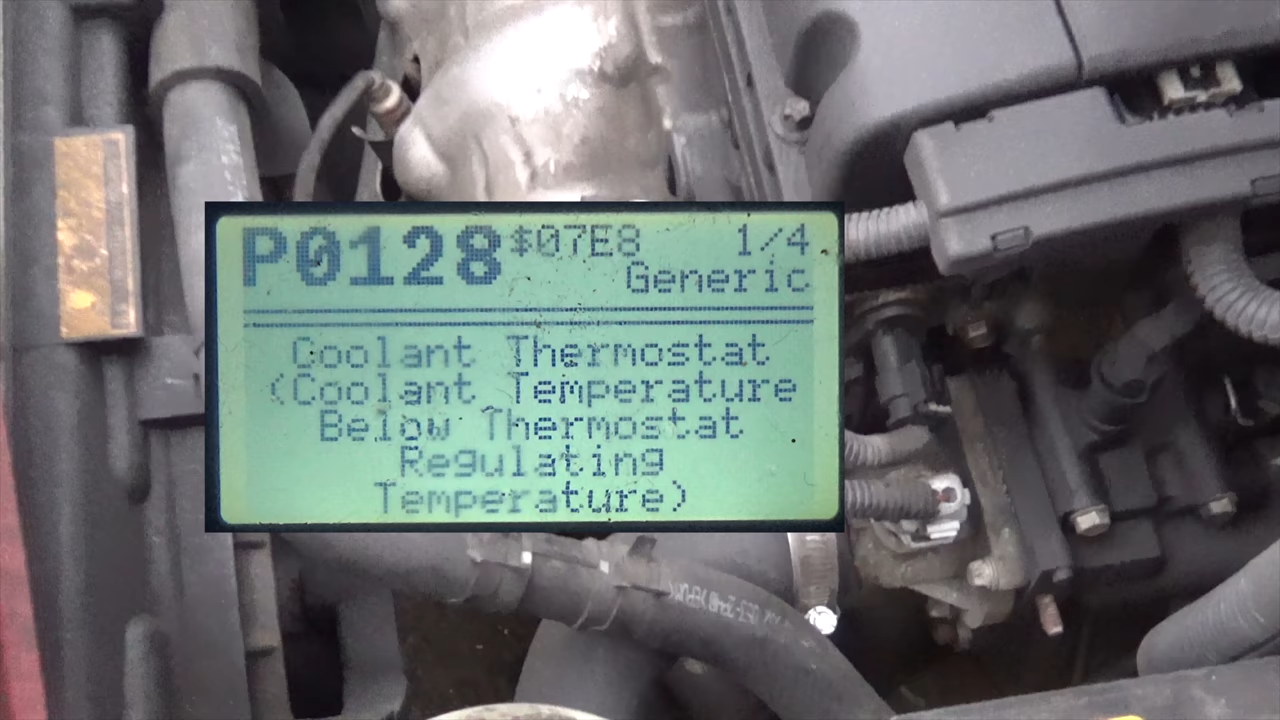 P0128 $07E8 1/4
Generic
Coolant Thermostat
(Coolant Temperature
Below Thermostat
Regulating
Temperature)